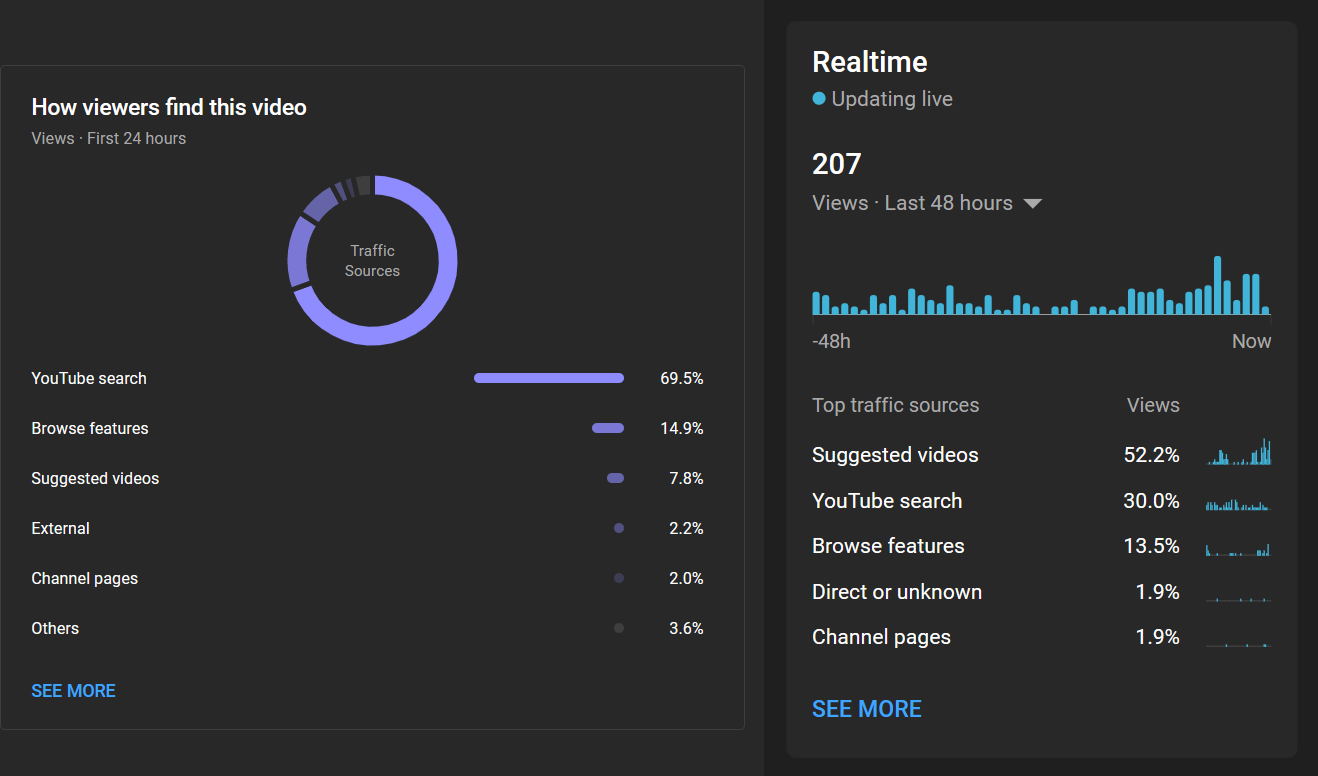 How viewers find this video
Views · First 24 hours
Traffic
Sources
YouTube search 69.5%
Browse features 14.9%
Suggested videos 7.8%
External 2.2%
Channel pages 2.0%
Others 3.6%
SEE MORE
Realtime
Updating live
207
Views · Last 48 hours
-48h Now
Top traffic sources Views
Suggested videos 52.2%
YouTube search 30.0%
Browse features 13.5%
Direct or unknown 1.9%
Channel pages 1.9%
SEE MORE